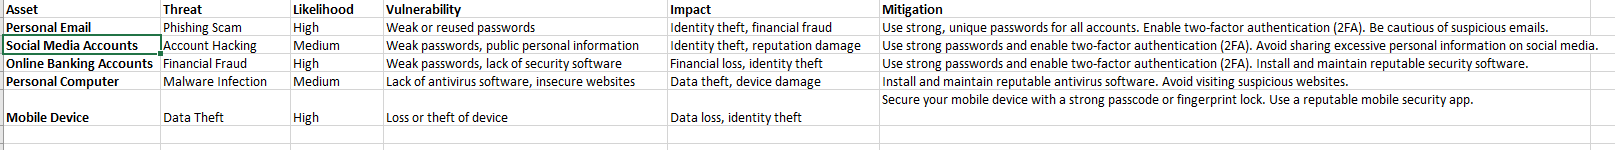 Asset Threat Likelihood Vulnerability Impact Mitigation
Personal Email Phishing Scam High Weak or reused passwords Identity theft, financial fraud Use strong, unique passwords for all accounts. Enable two-factor authentication (2FA). Be cautious of suspicious emails.
Social Media Accounts Account Hacking Medium Weak passwords, public personal information Identity theft, reputation damage Use strong passwords and enable two-factor authentication (2FA). Avoid sharing excessive personal information on social media.
Online Banking Accounts Financial Fraud High Weak passwords, lack of security software Financial loss, identity theft Use strong passwords and enable two-factor authentication (2FA). Install and maintain reputable security software.
Personal Computer Malware Infection Medium Lack of antivirus software, insecure websites Data theft, device damage Install and maintain reputable antivirus software. Avoid visiting suspicious websites.
Secure your mobile device with a strong passcode or fingerprint lock. Use a reputable mobile security app.
Mobile Device Data Theft High Loss or theft of device Data loss, identity theft